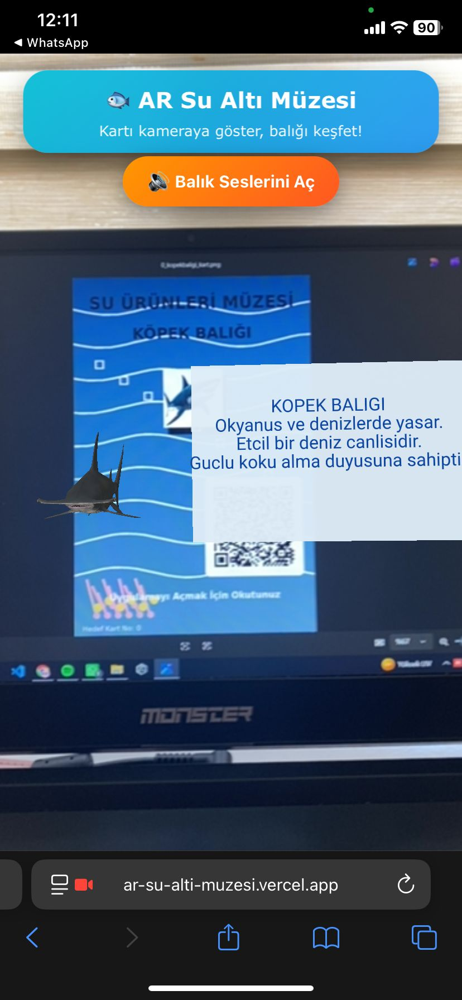 12:11
WhatsApp
90
AR Su Altı Müzesi
Kartı kameraya göster, balığı keşfet!
Balık Seslerini Aç
0_kopekbaligi_kart.png
SU ÜRÜNLERİ MÜZESİ
KÖPEK BALIĞI
KOPEK BALIGI
Okyanus ve denizlerde yasar.
Etcil bir deniz canlisidir.
Guclu koku alma duyusuna sahipti
Uygulamayı Açmak İçin Okutunuz
Hedef Kart No: 0
MONSTER
ar-su-alti-muzesi.vercel.app